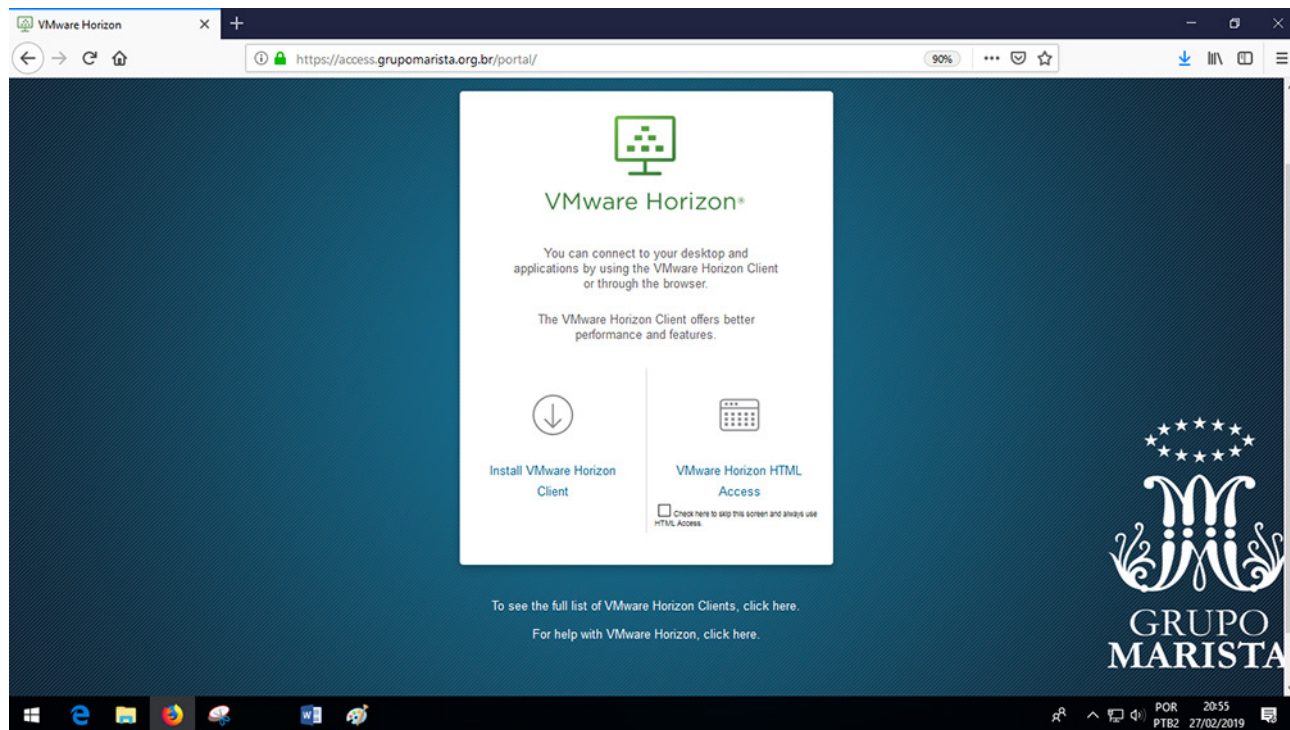 VMware Horizon
https://access.grupomarista.org.br/portal/
90%
VMware Horizon®
You can connect to your desktop and
applications by using the VMware Horizon Client
or through the browser.
The VMware Horizon Client offers better
performance and features.
Install VMware Horizon
Client
VMware Horizon HTML
Access
Check here to skip this screen and always use
HTML Access.
To see the full list of VMware Horizon Clients, click here.
For help with VMware Horizon, click here.
GRUPO
MARISTA
POR
PTB2
20:55
27/02/2019